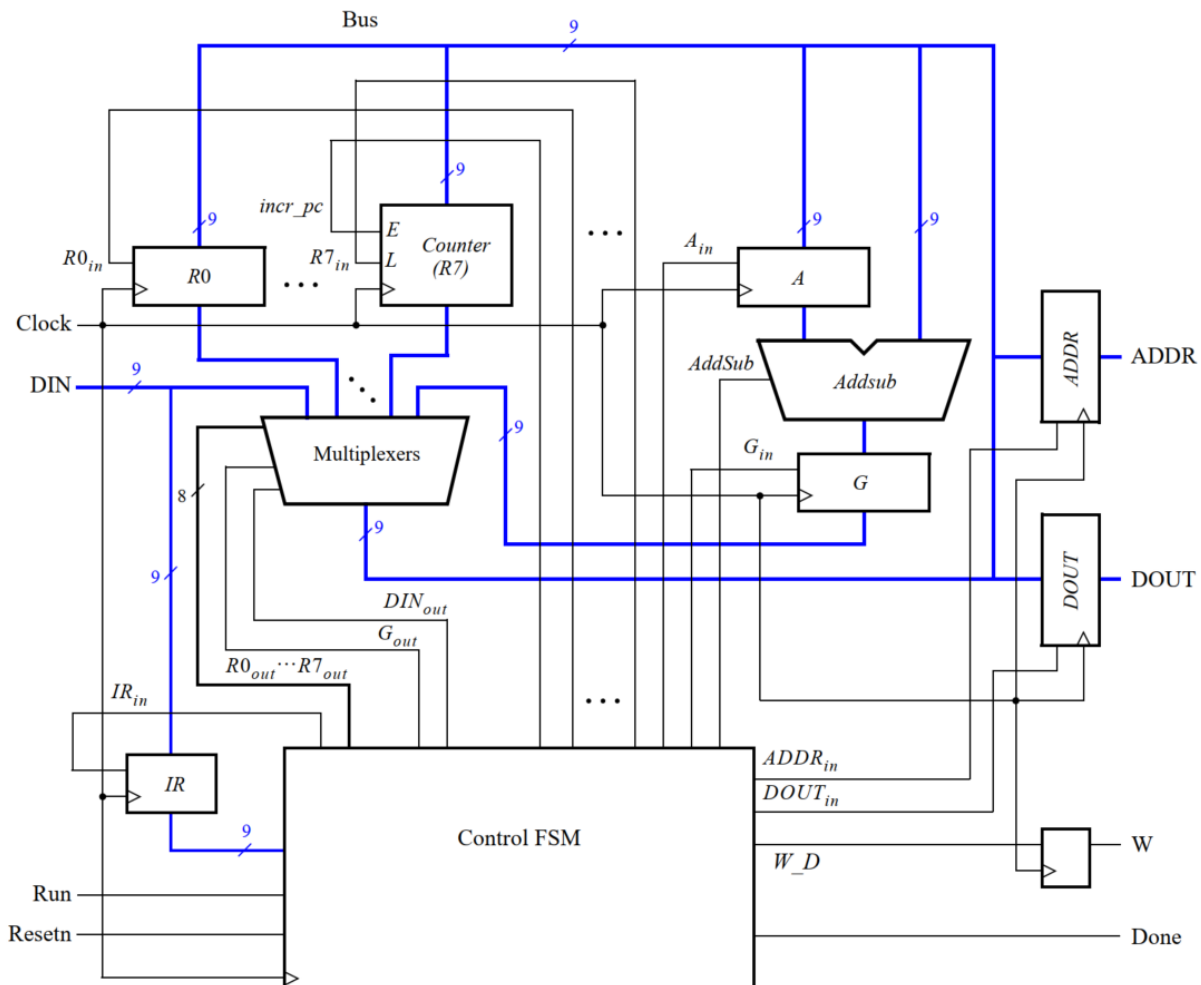 Bus
9
9
incr_pc
9
9
9
R0in
R0
• • •
R7in
E
L
Counter
(R7)
• • •
Ain
A
Clock
DIN
9
Multiplexers
8
9
9
AddSub
Addsub
Gin
G
ADDR
ADDR
DOUT
DOUT
9
DINout
Gout
R0out···R7out
IRin
IR
9
• • •
Control FSM
ADDRin
DOUTin
W_D
W
Run
Resetn
Done